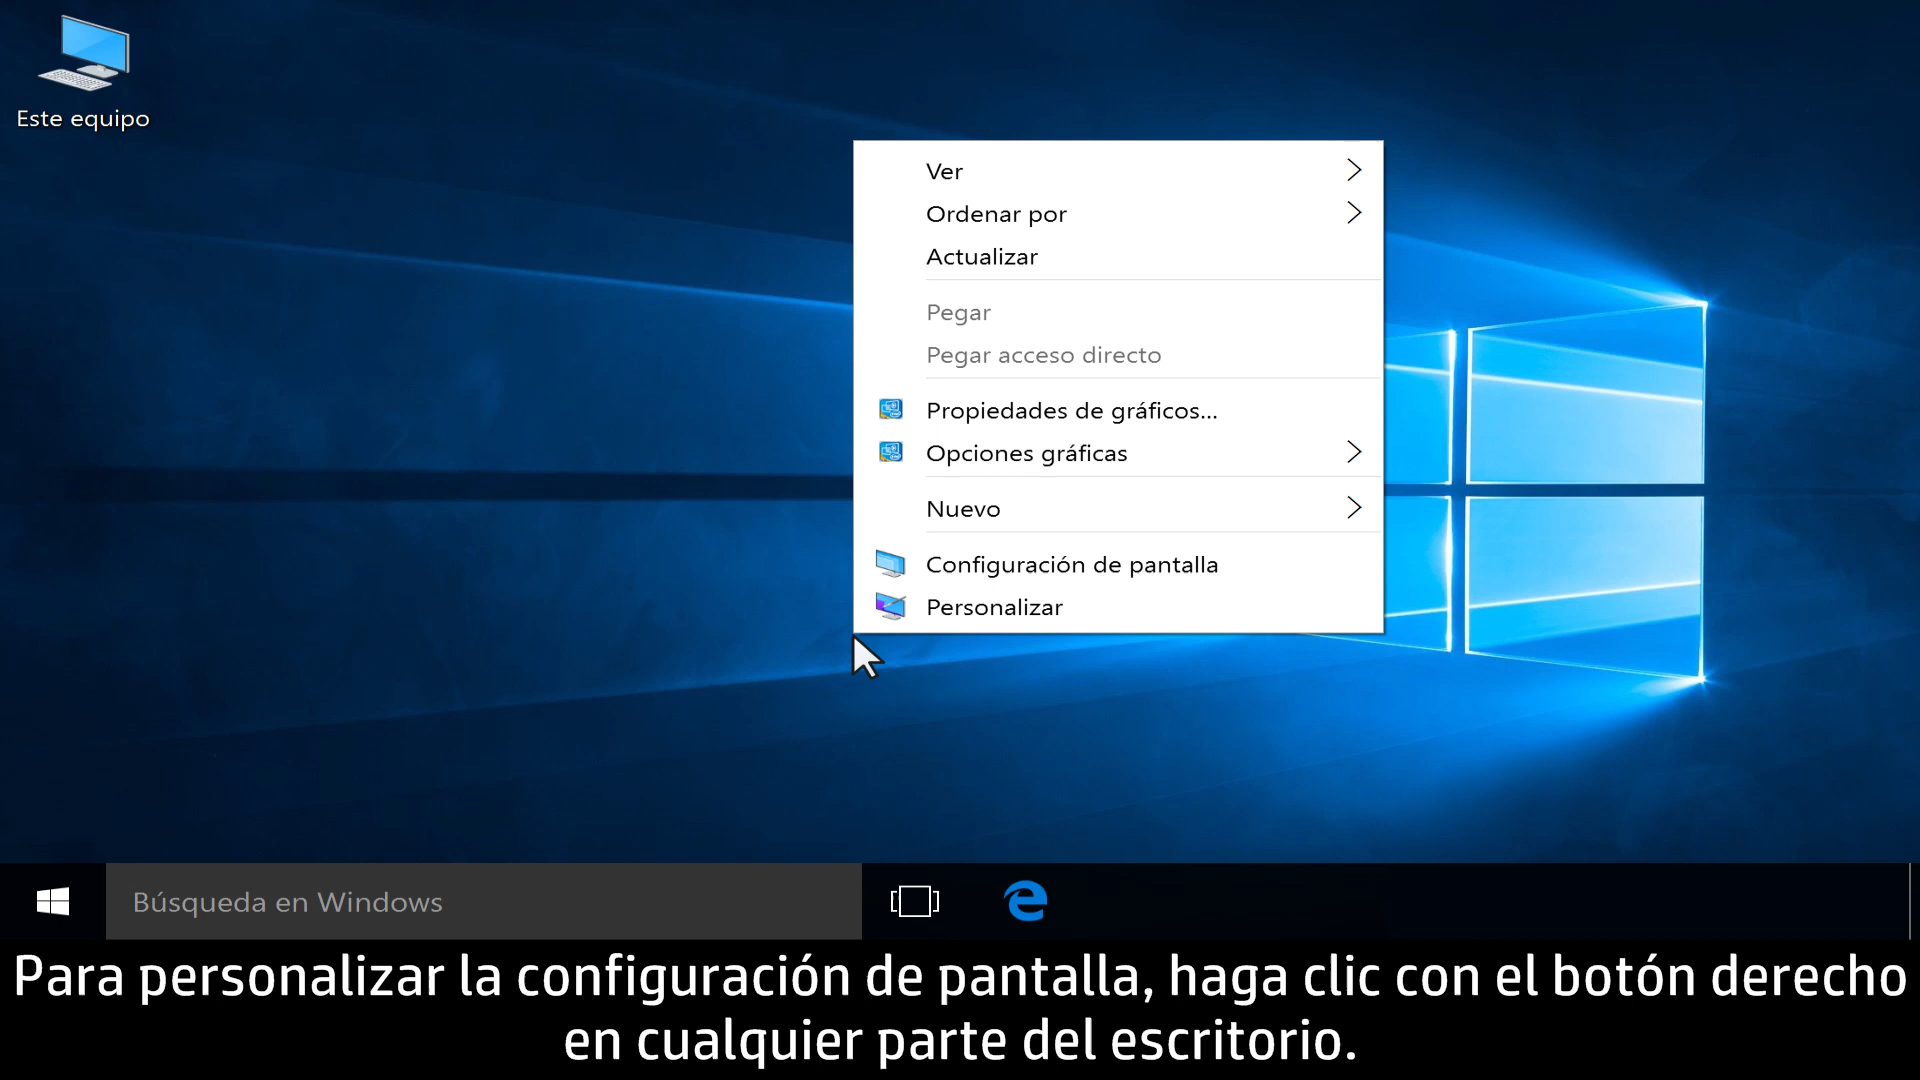 Este equipo
Ver
Ordenar por
Actualizar
Pegar
Pegar acceso directo
Propiedades de gráficos...
Opciones gráficas
Nuevo
Configuración de pantalla
Personalizar
Búsqueda en Windows
Para personalizar la configuración de pantalla, haga clic con el botón derecho
en cualquier parte del escritorio.